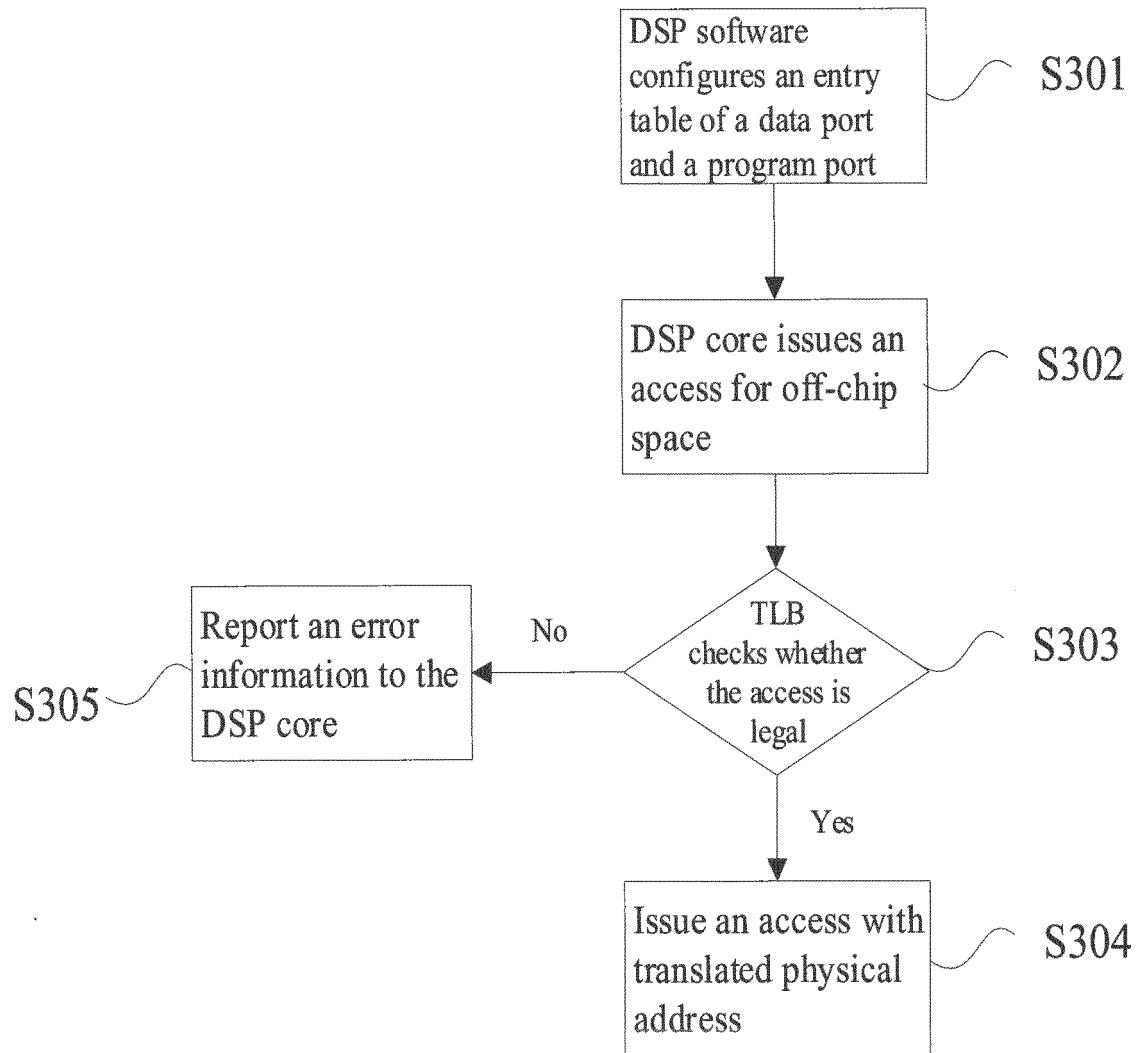 DSP software
configures an entry
table of a data port
and a program port
S301
DSP core issues an
access for off-chip
space
S302
TLB
checks whether
the access is
legal
S303
No
Report an error
information to the
DSP core
S305
Yes
Issue an access with
translated physical
address
S304